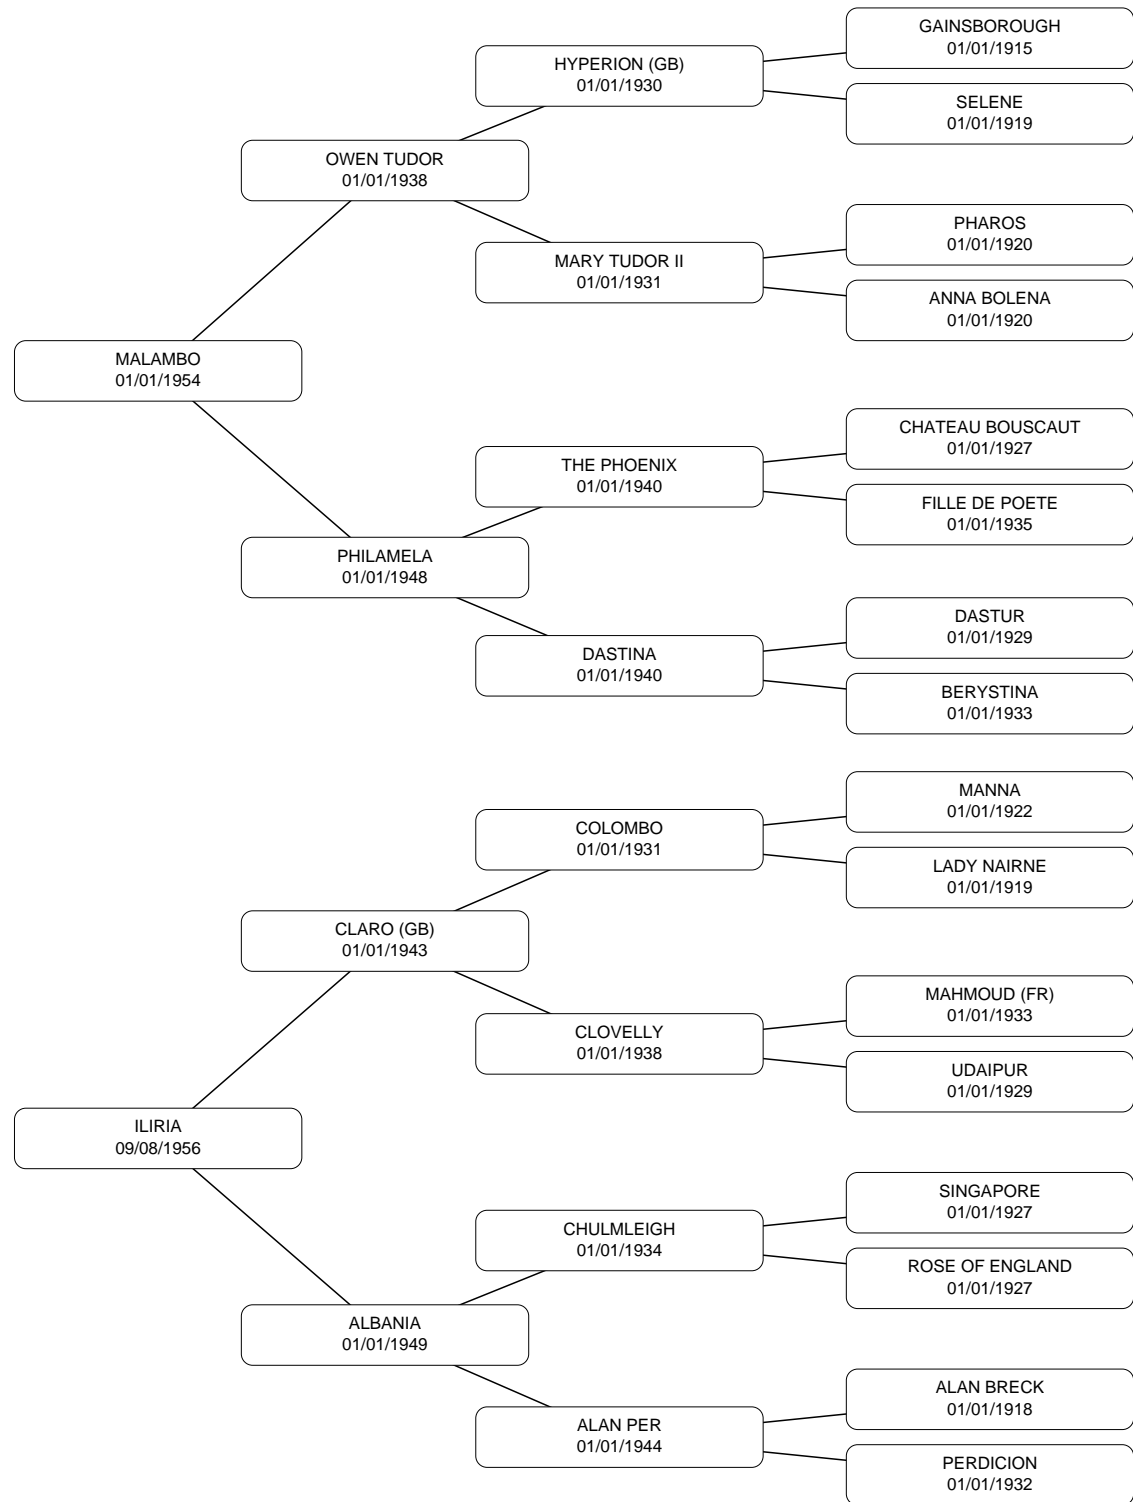 GAINSBOROUGH
01/01/1915
HYPERION (GB)
01/01/1930
SELENE
01/01/1919
OWEN TUDOR
01/01/1938
PHAROS
01/01/1920
MARY TUDOR II
01/01/1931
ANNA BOLENA
01/01/1920
MALAMBO
01/01/1954
CHATEAU BOUSCAUT
01/01/1927
THE PHOENIX
01/01/1940
FILLE DE POETE
01/01/1935
PHILAMELA
01/01/1948
DASTUR
01/01/1929
DASTINA
01/01/1940
BERYSTINA
01/01/1933
MANNA
01/01/1922
COLOMBO
01/01/1931
LADY NAIRNE
01/01/1919
CLARO (GB)
01/01/1943
MAHMOUD (FR)
01/01/1933
CLOVELLY
01/01/1938
UDAIPUR
01/01/1929
ILIRIA
09/08/1956
SINGAPORE
01/01/1927
CHULMLEIGH
01/01/1934
ROSE OF ENGLAND
01/01/1927
ALBANIA
01/01/1949
ALAN BRECK
01/01/1918
ALAN PER
01/01/1944
PERDICION
01/01/1932